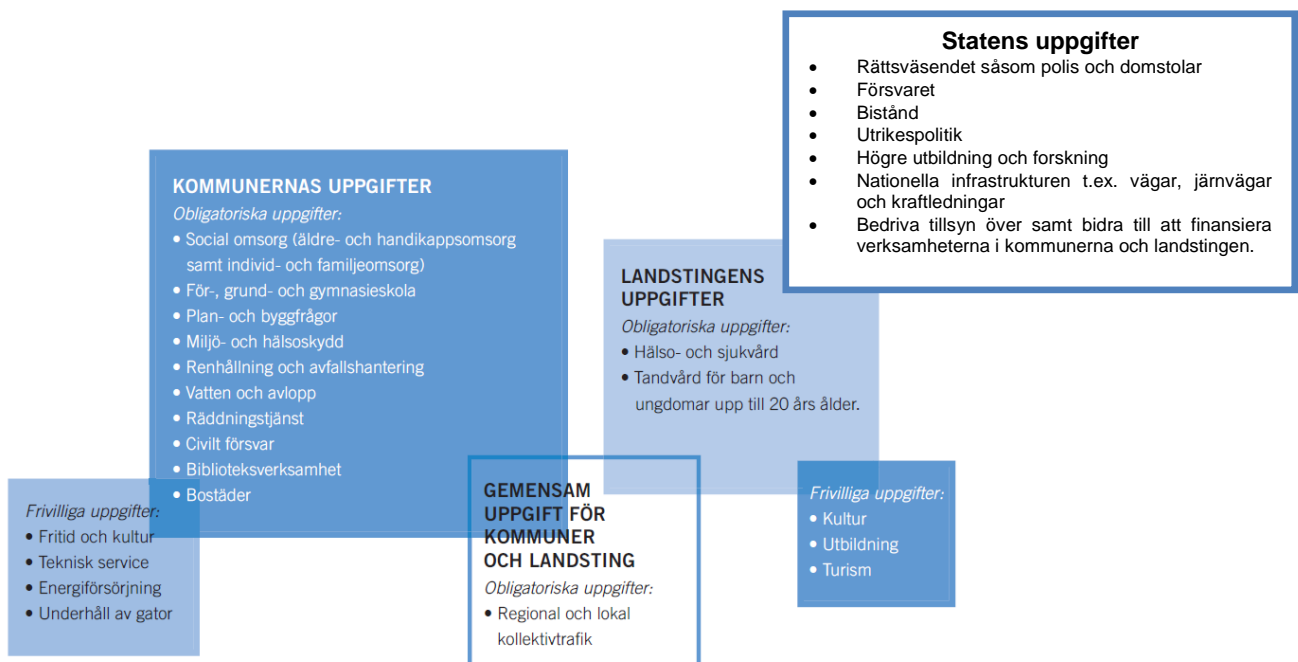 Statens uppgifter
• Rättsväsendet såsom polis och domstolar
• Försvaret
• Bistånd
• Utrikespolitik
• Högre utbildning och forskning
• Nationella infrastrukturen t.ex. vägar, järnvägar
och kraftledningar
• Bedriva tillsyn över samt bidra till att finansiera
verksamheterna i kommunerna och landstingen.
KOMMUNERNAS UPPGIFTER
Obligatoriska uppgifter:
• Social omsorg (äldre- och handikappsomsorg
samt individ- och familjeomsorg)
• För-, grund- och gymnasieskola
• Plan- och byggfrågor
• Miljö- och hälsoskydd
• Renhållning och avfallshantering
• Vatten och avlopp
• Räddningstjänst
• Civilt försvar
• Biblioteksverksamhet
• Bostäder
LANDSTINGENS
UPPGIFTER
Obligatoriska uppgifter:
• Hälso- och sjukvård
• Tandvård för barn och
ungdomar upp till 20 års ålder.
Frivilliga uppgifter:
• Fritid och kultur
• Teknisk service
• Energiförsörjning
• Underhåll av gator
GEMENSAM
UPPGIFT FÖR
KOMMUNER
OCH LANDSTING
Obligatoriska uppgifter:
• Regional och lokal
kollektivtrafik
Frivilliga uppgifter:
• Kultur
• Utbildning
• Turism